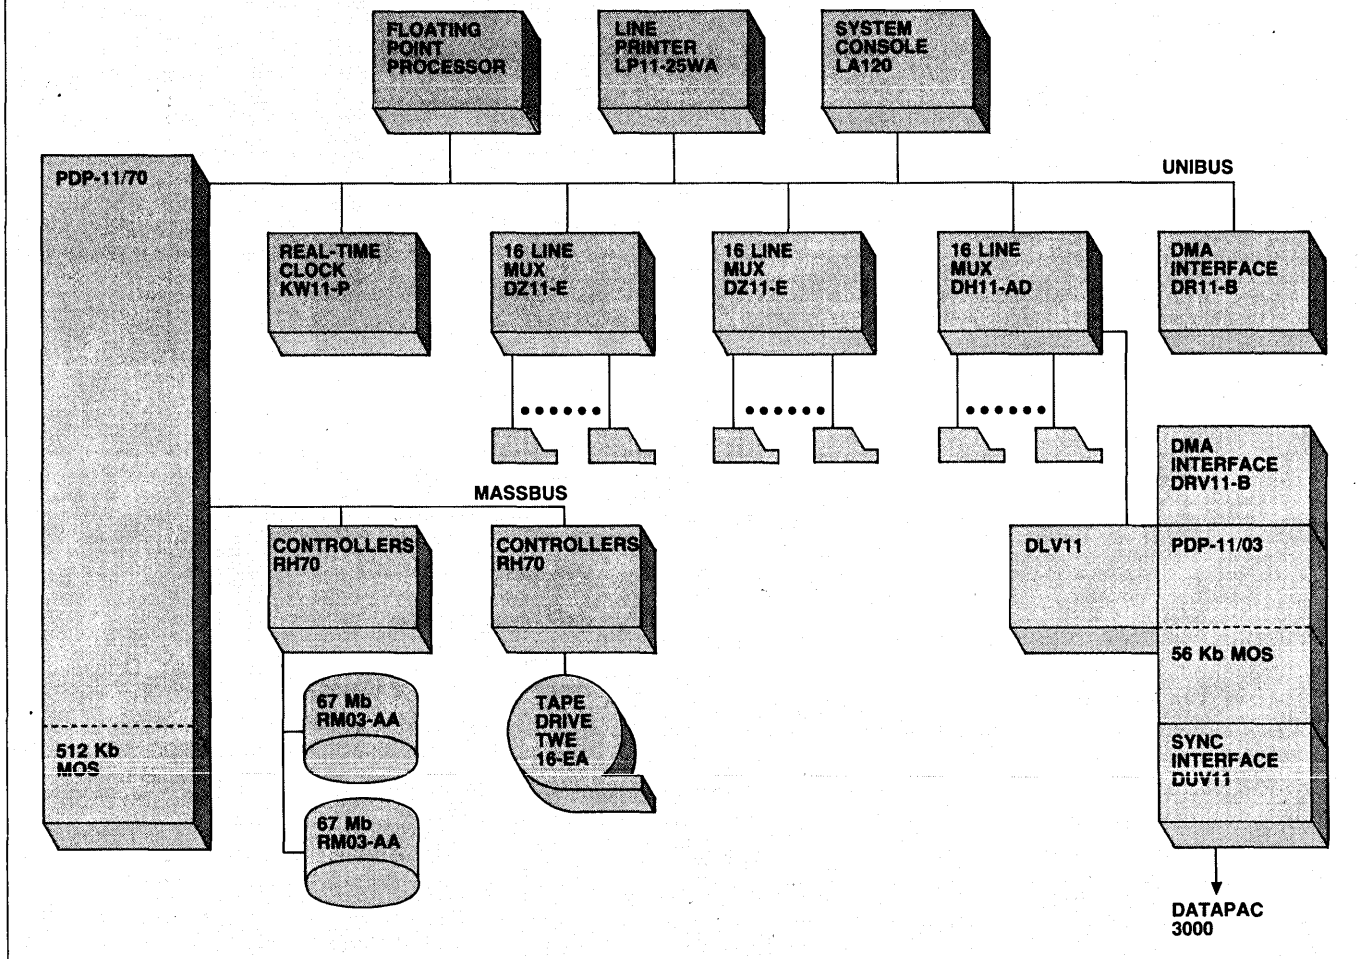 FLOATING
POINT
PROCESSOR
LINE
PRINTER
LP11-25WA
SYSTEM
CONSOLE
LA120
PDP-11/70
UNIBUS
REAL-TIME
CLOCK
KW11-P
16 LINE
MUX
DZ11-E
16 LINE
MUX
DZ11-E
16 LINE
MUX
DH11-AD
DMA
INTERFACE
DR11-B
MASSBUS
DMA
INTERFACE
DRV11-B
CONTROLLERS
RH70
CONTROLLERS
RH70
DLV11
PDP-11/03
56 Kb MOS
67 Mb
RM03-AA
TAPE
DRIVE
TWE
16-EA
512 Kb
MOS
SYNC
INTERFACE
DUV11
67 Mb
RM03-AA
DATAPAC
3000